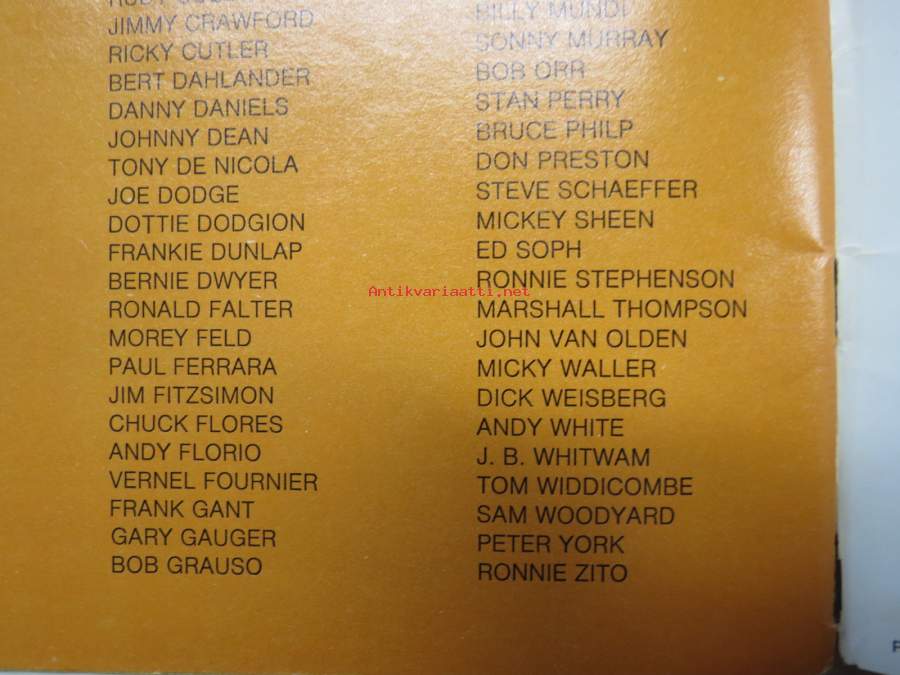 JIMMY CRAWFORD
RICKY CUTLER
BERT DAHLANDER
DANNY DANIELS
JOHNNY DEAN
TONY DE NICOLA
JOE DODGE
DOTTIE DODGION
FRANKIE DUNLAP
BERNIE DWYER
RONALD FALTER
MOREY FELD
PAUL FERRARA
JIM FITZSIMON
CHUCK FLORES
ANDY FLORIO
VERNEL FOURNIER
FRANK GANT
GARY GAUGER
BOB GRAUSO
BILLY MUNDI
SONNY MURRAY
BOB ORR
STAN PERRY
BRUCE PHILP
DON PRESTON
STEVE SCHAEFFER
MICKEY SHEEN
ED SOPH
RONNIE STEPHENSON
MARSHALL THOMPSON
JOHN VAN OLDEN
MICKY WALLER
DICK WEISBERG
ANDY WHITE
J. B. WHITWAM
TOM WIDDICOMBE
SAM WOODYARD
PETER YORK
RONNIE ZITO
Antikvariaatti.net